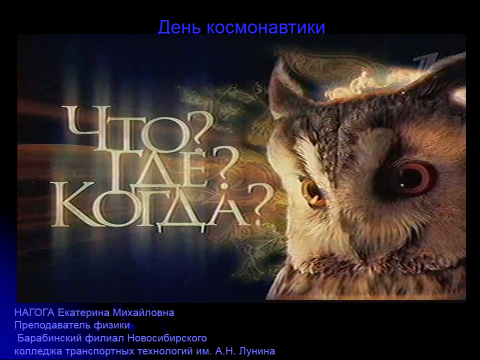 День космонавтики
Что?
Где?
Когда?
НАГОГА Екатерина Михайловна
Преподаватель физики
Барабинский филиал Новосибирского
колледжа транспортных технологий им. А.Н. Лунина